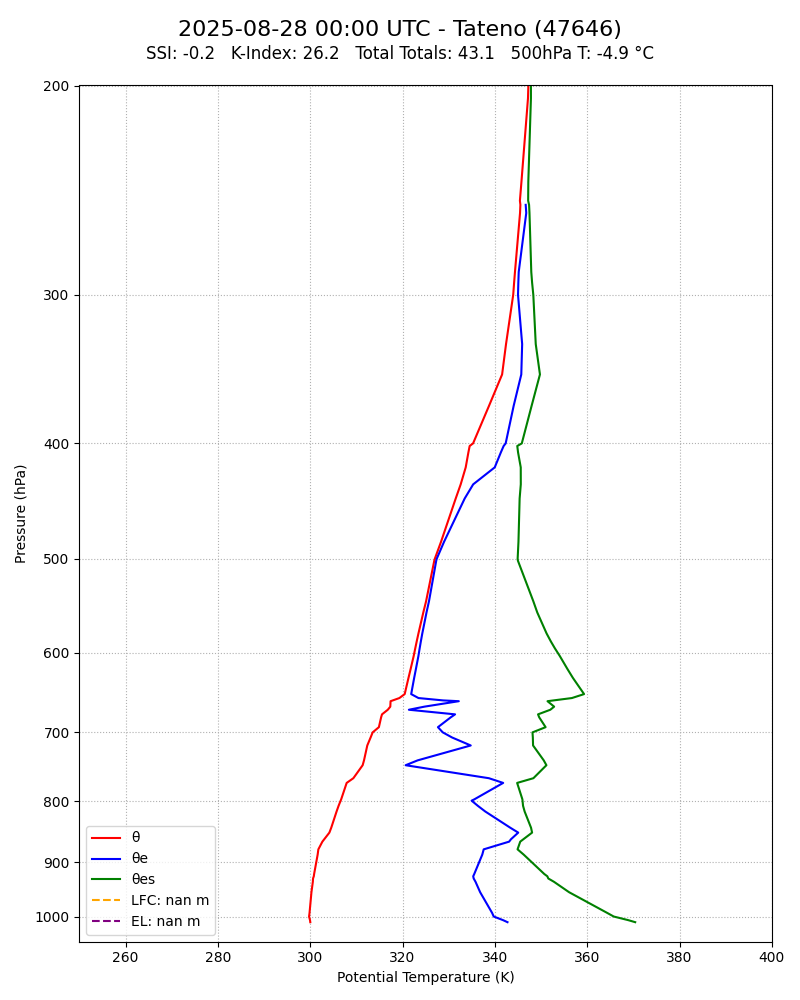 2025-08-28 00:00 UTC - Tateno (47646)
SSI: -0.2 K-Index: 26.2 Total Totals: 43.1 500hPa T: -4.9 °C
200
300
400
500
600
700
800
900
1000
Pressure (hPa)
θ
θe
θes
LFC: nan m
EL: nan m
260 280 300 320 340 360 380 400
Potential Temperature (K)